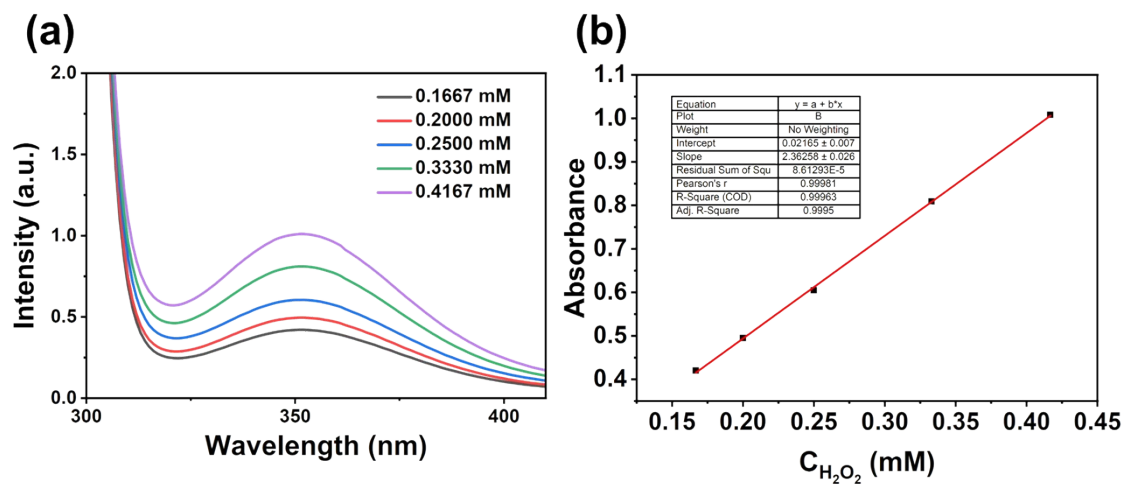 (a)
2.0
1.5
1.0
0.5
0.0
300
350
400
Intensity (a.u.)
Wavelength (nm)
0.1667 mM
0.2000 mM
0.2500 mM
0.3330 mM
0.4167 mM
(b)
1.1
1.0
0.9
0.8
0.7
0.6
0.5
0.4
0.15
0.20
0.25
0.30
0.35
0.40
0.45
Absorbance
C_H₂O₂ (mM)
Equation y = a + b*x
Plot B
Weight No Weighting
Intercept 0.02165 ± 0.007
Slope 2.36258 ± 0.026
Residual Sum of Squ 8.61293E-5
Pearson's r 0.99981
R-Square (COD) 0.99963
Adj. R-Square 0.9995